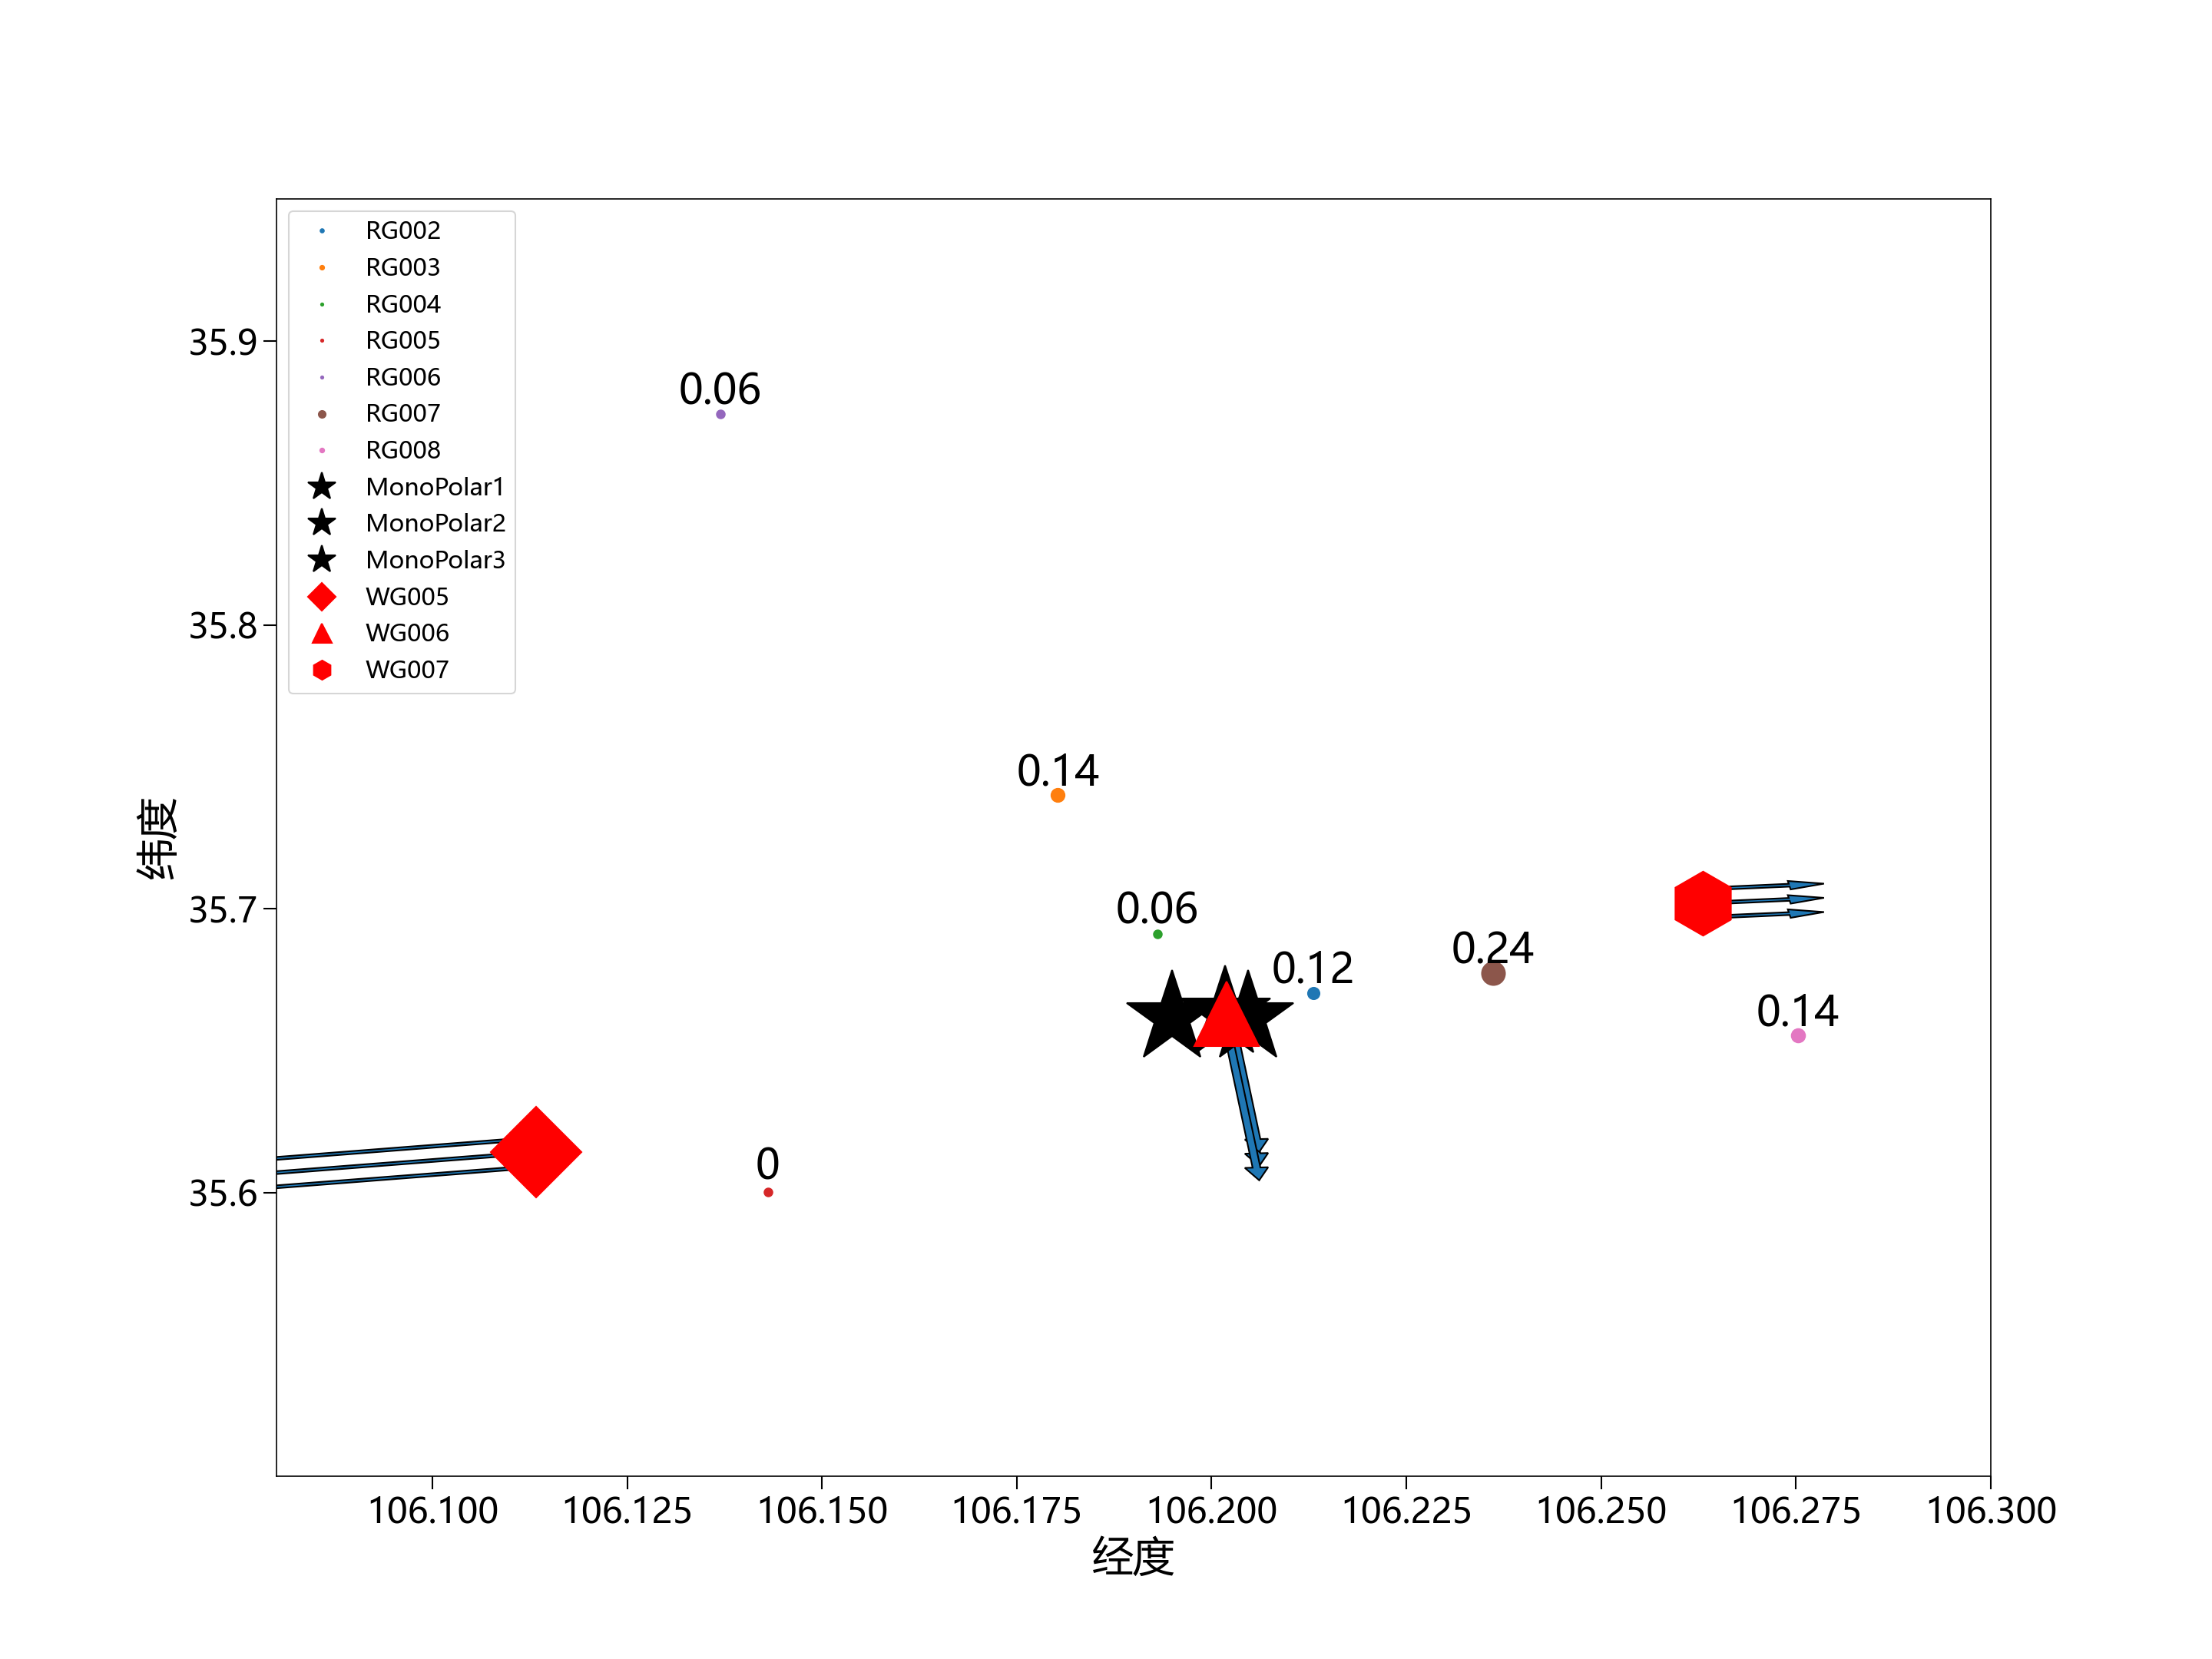 RG002
RG003
RG004
RG005
RG006
RG007
RG008
MonoPolar1
MonoPolar2
MonoPolar3
WG005
WG006
WG007
35.9
35.8
35.7
35.6
纬度
0.06
0.14
0.06
0.12
0.24
0.14
0
106.100
106.125
106.150
106.175
106.200
106.225
106.250
106.275
106.300
经度